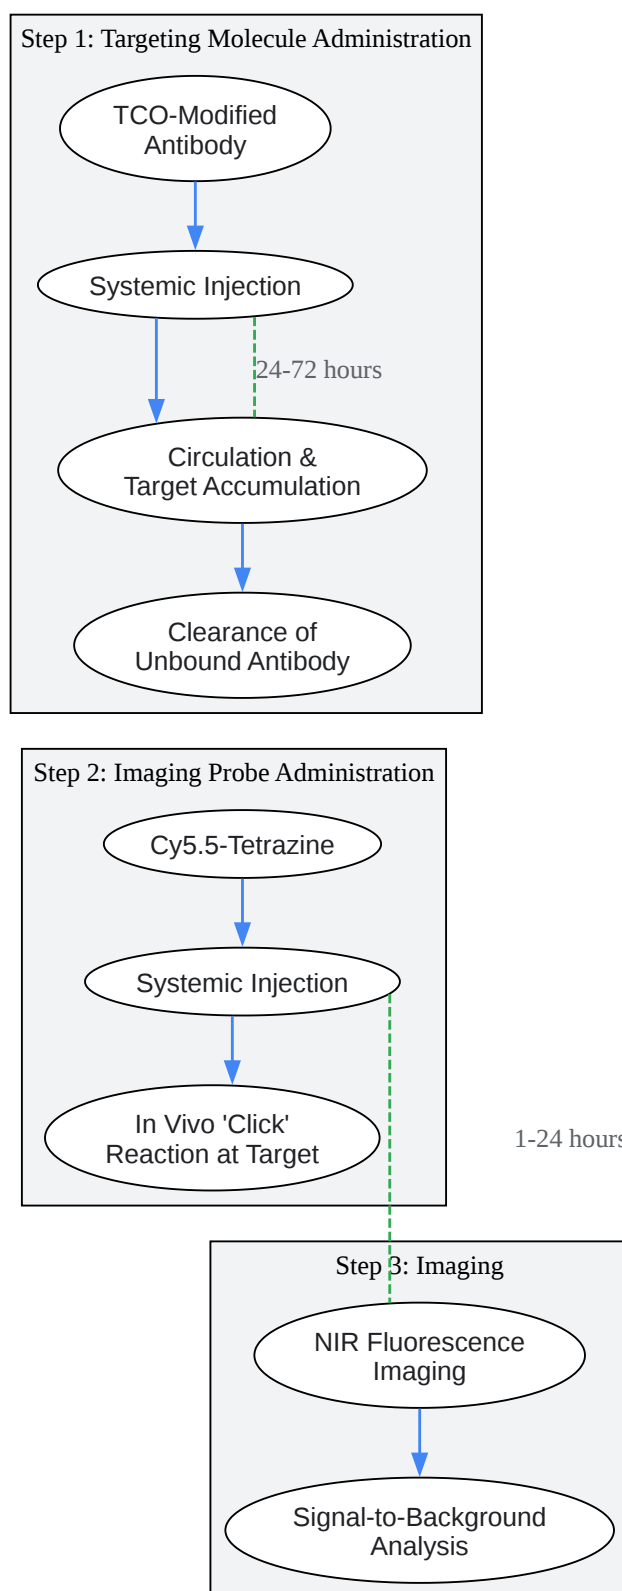 Step 1: Targeting Molecule Administration
TCO-Modified
Antibody
Systemic Injection
24-72 hours
Circulation &
Target Accumulation
Clearance of
Unbound Antibody
Step 2: Imaging Probe Administration
Cy5.5-Tetrazine
Systemic Injection
In Vivo 'Click'
Reaction at Target
1-24 hours
Step 3: Imaging
NIR Fluorescence
Imaging
Signal-to-Background
Analysis